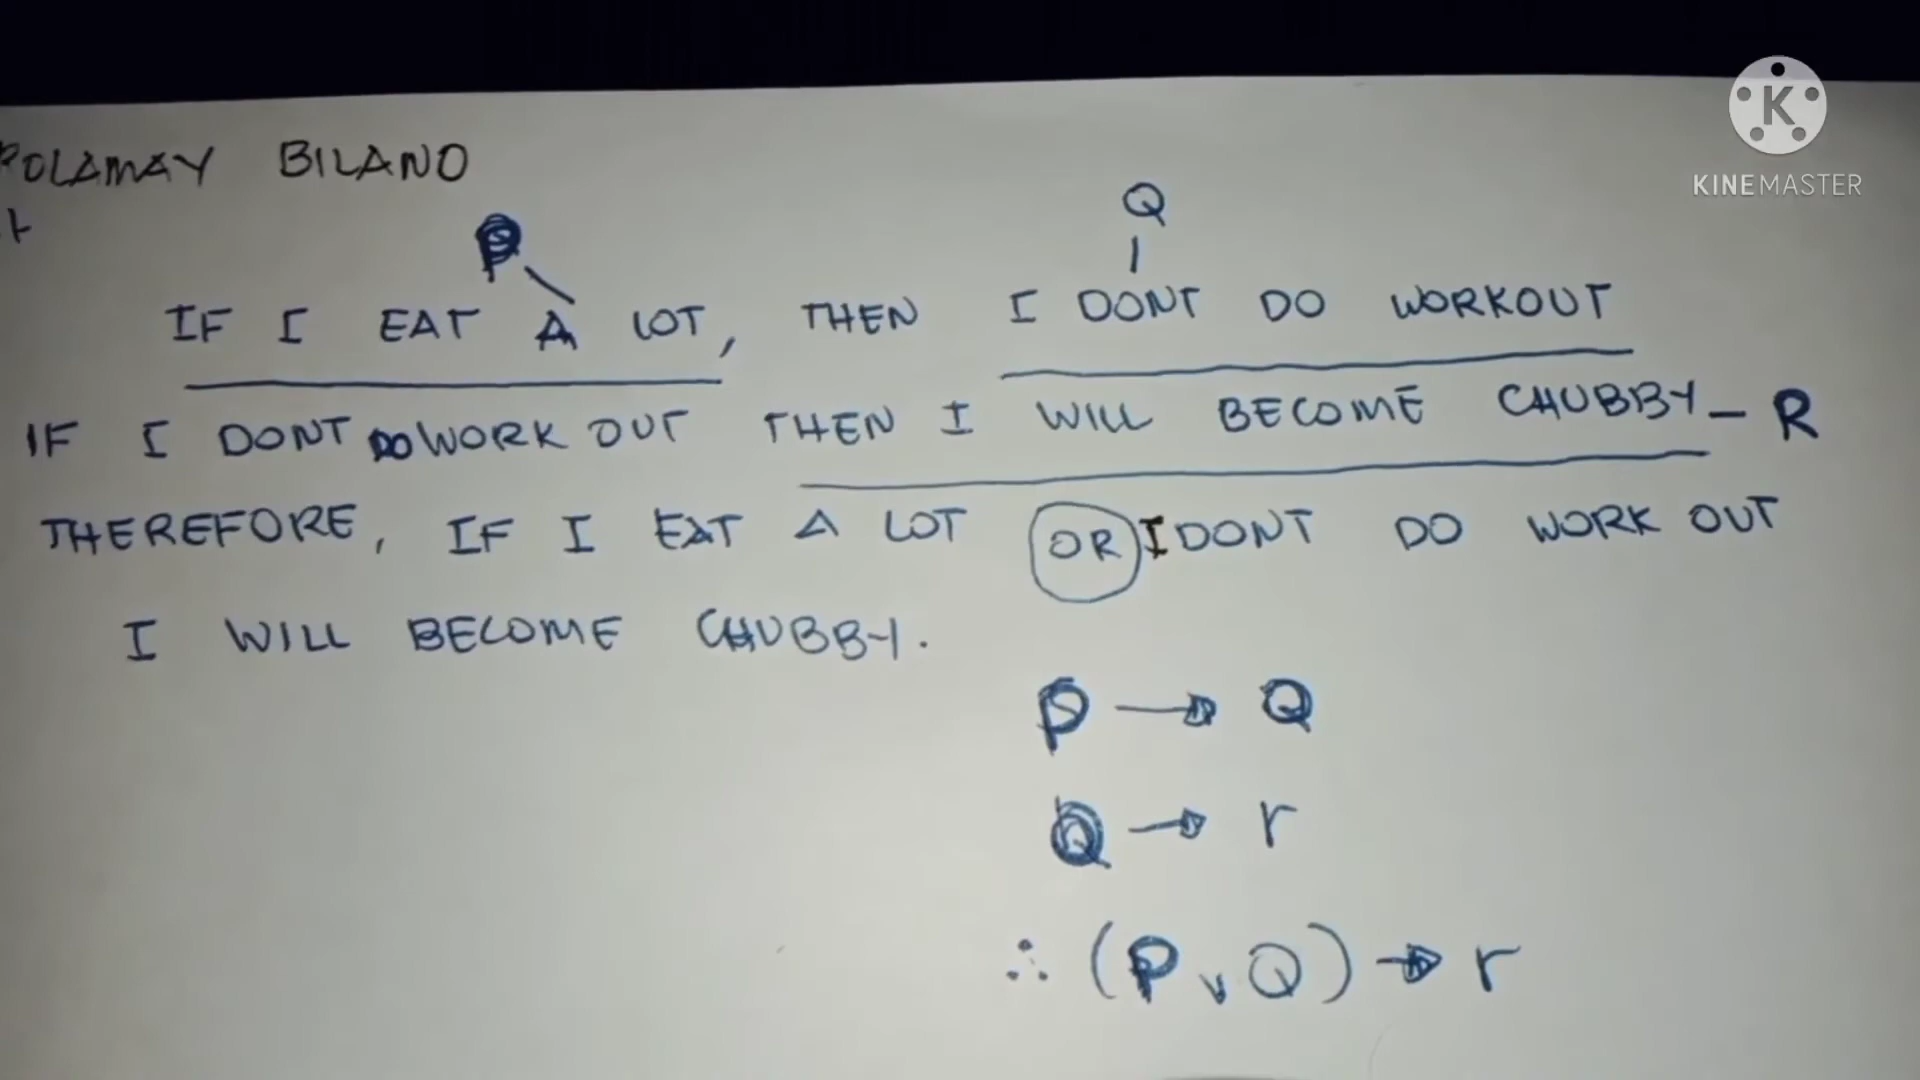 POLAMAY BILANO
P
Q
IF I EAT A LOT, THEN I DONT DO WORKOUT
IF I DONT DO WORK OUT THEN I WILL BECOME CHUBBY - R
THEREFORE, IF I EAT A LOT OR I DONT DO WORK OUT
I WILL BECOME CHUBBY.
P → Q
Q → r
∴ (P v Q) → r
K
KINEMASTER